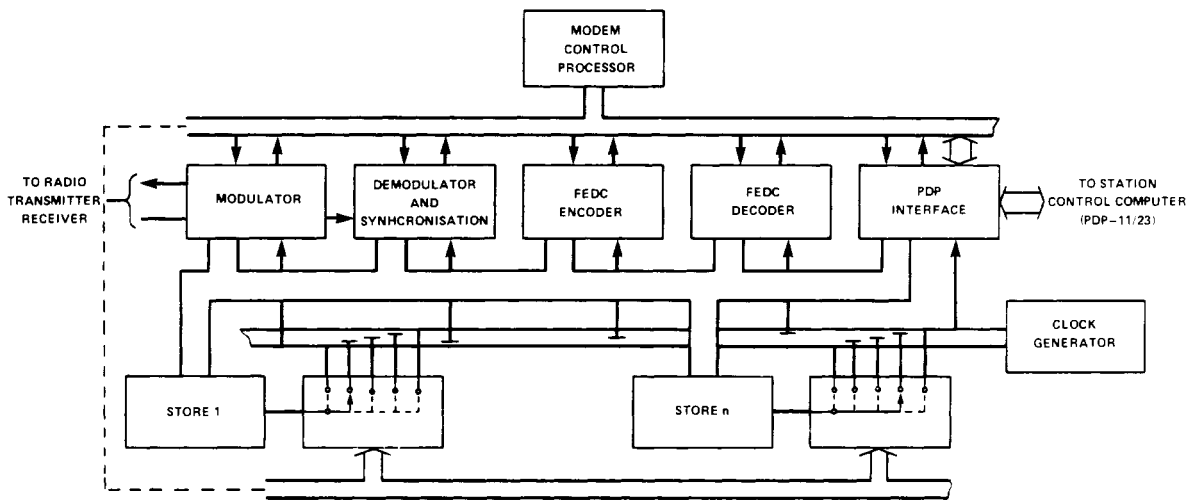 MODEM
CONTROL
PROCESSOR
TO RADIO
TRANSMITTER
RECEIVER
MODULATOR
DEMODULATOR
AND
SYNHCRONISATION
FEDC
ENCODER
FEDC
DECODER
PDP
INTERFACE
TO STATION
CONTROL COMPUTER
(PDP-11/23)
CLOCK
GENERATOR
STORE 1
STORE n